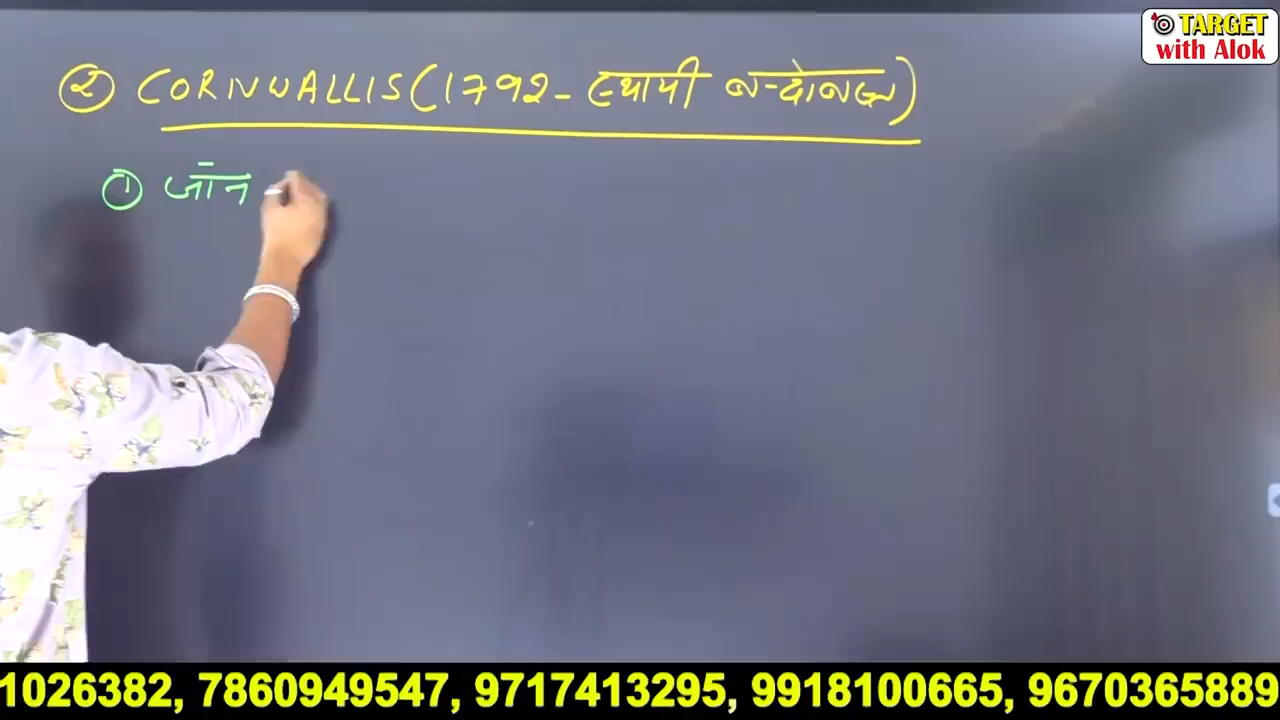 TARGET
with Alok
② CORNWALLIS (1792 - स्थायी बन्दोबस्त)
① जॉन
1026382, 7860949547, 9717413295, 9918100665, 9670365889